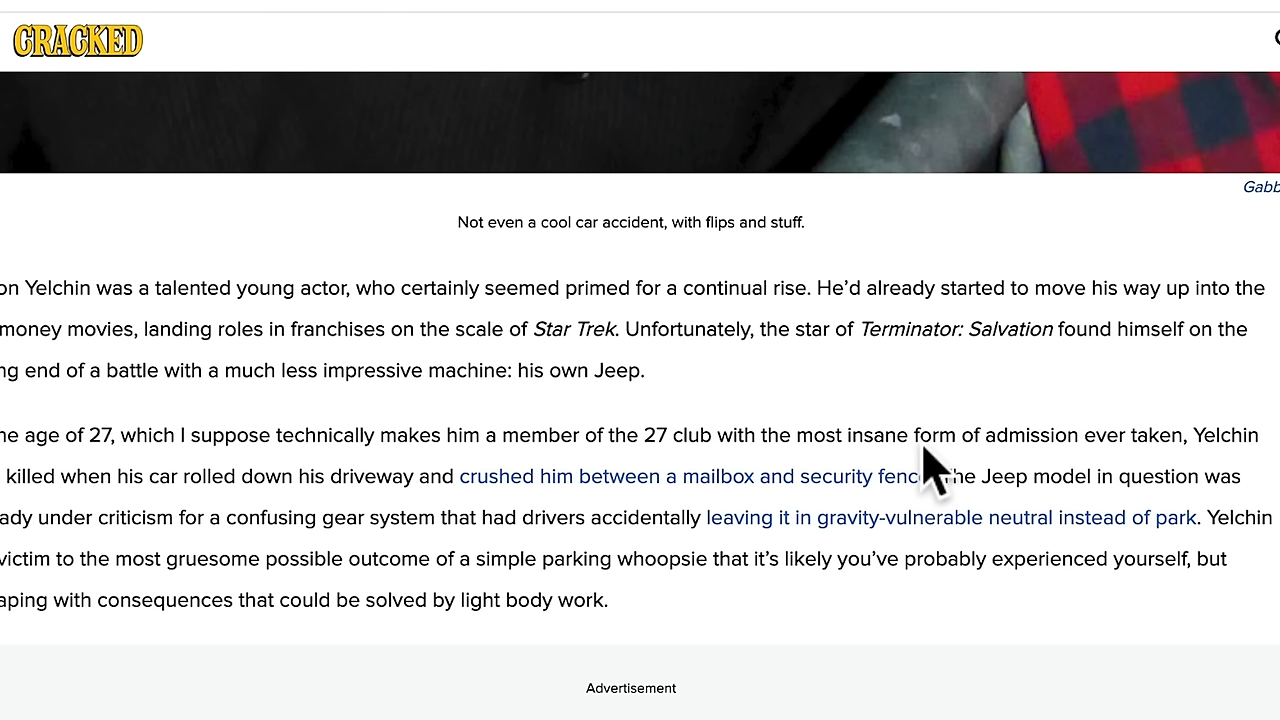 CRACKED
Gabb
Not even a cool car accident, with flips and stuff.
on Yelchin was a talented young actor, who certainly seemed primed for a continual rise. He’d already started to move his way up into the
money movies, landing roles in franchises on the scale of Star Trek. Unfortunately, the star of Terminator: Salvation found himself on the
ng end of a battle with a much less impressive machine: his own Jeep.
he age of 27, which I suppose technically makes him a member of the 27 club with the most insane form of admission ever taken, Yelchin
killed when his car rolled down his driveway and crushed him between a mailbox and security fenc he Jeep model in question was
ady under criticism for a confusing gear system that had drivers accidentally leaving it in gravity-vulnerable neutral instead of park. Yelchin
victim to the most gruesome possible outcome of a simple parking whoopsie that it’s likely you’ve probably experienced yourself, but
aping with consequences that could be solved by light body work.
Advertisement